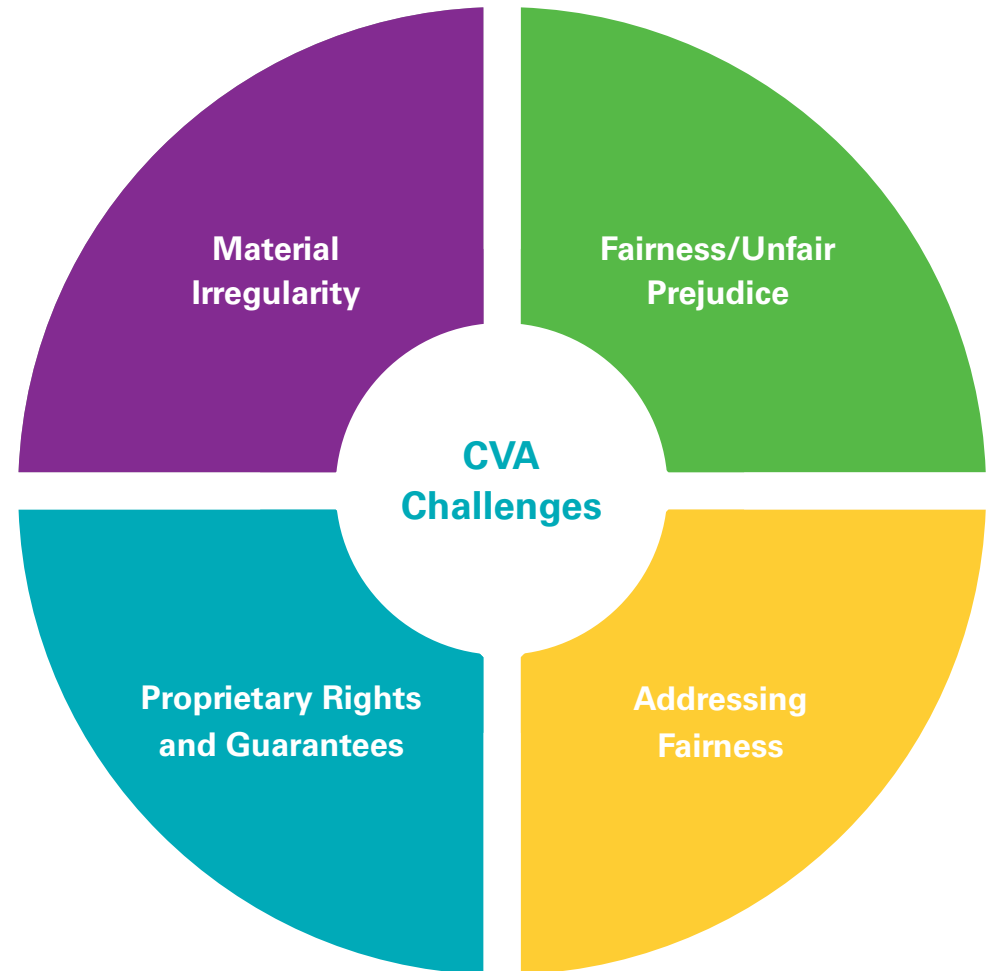 Material
Irregularity
Fairness/Unfair
Prejudice
CVA
Challenges
Proprietary Rights
and Guarantees
Addressing
Fairness